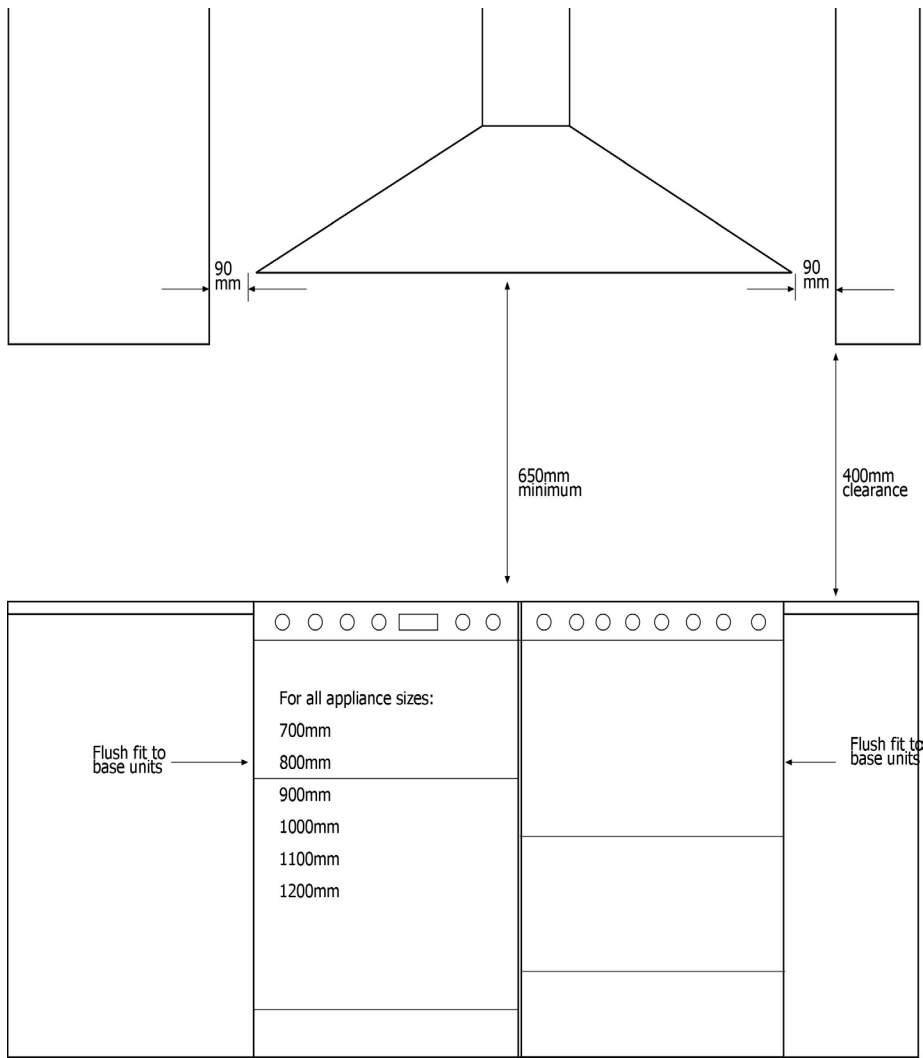 90
mm
90
mm
650mm
minimum
400mm
clearance
For all appliance sizes:
700mm
800mm
900mm
1000mm
1100mm
1200mm
Flush fit to
base units
Flush fit to
base units